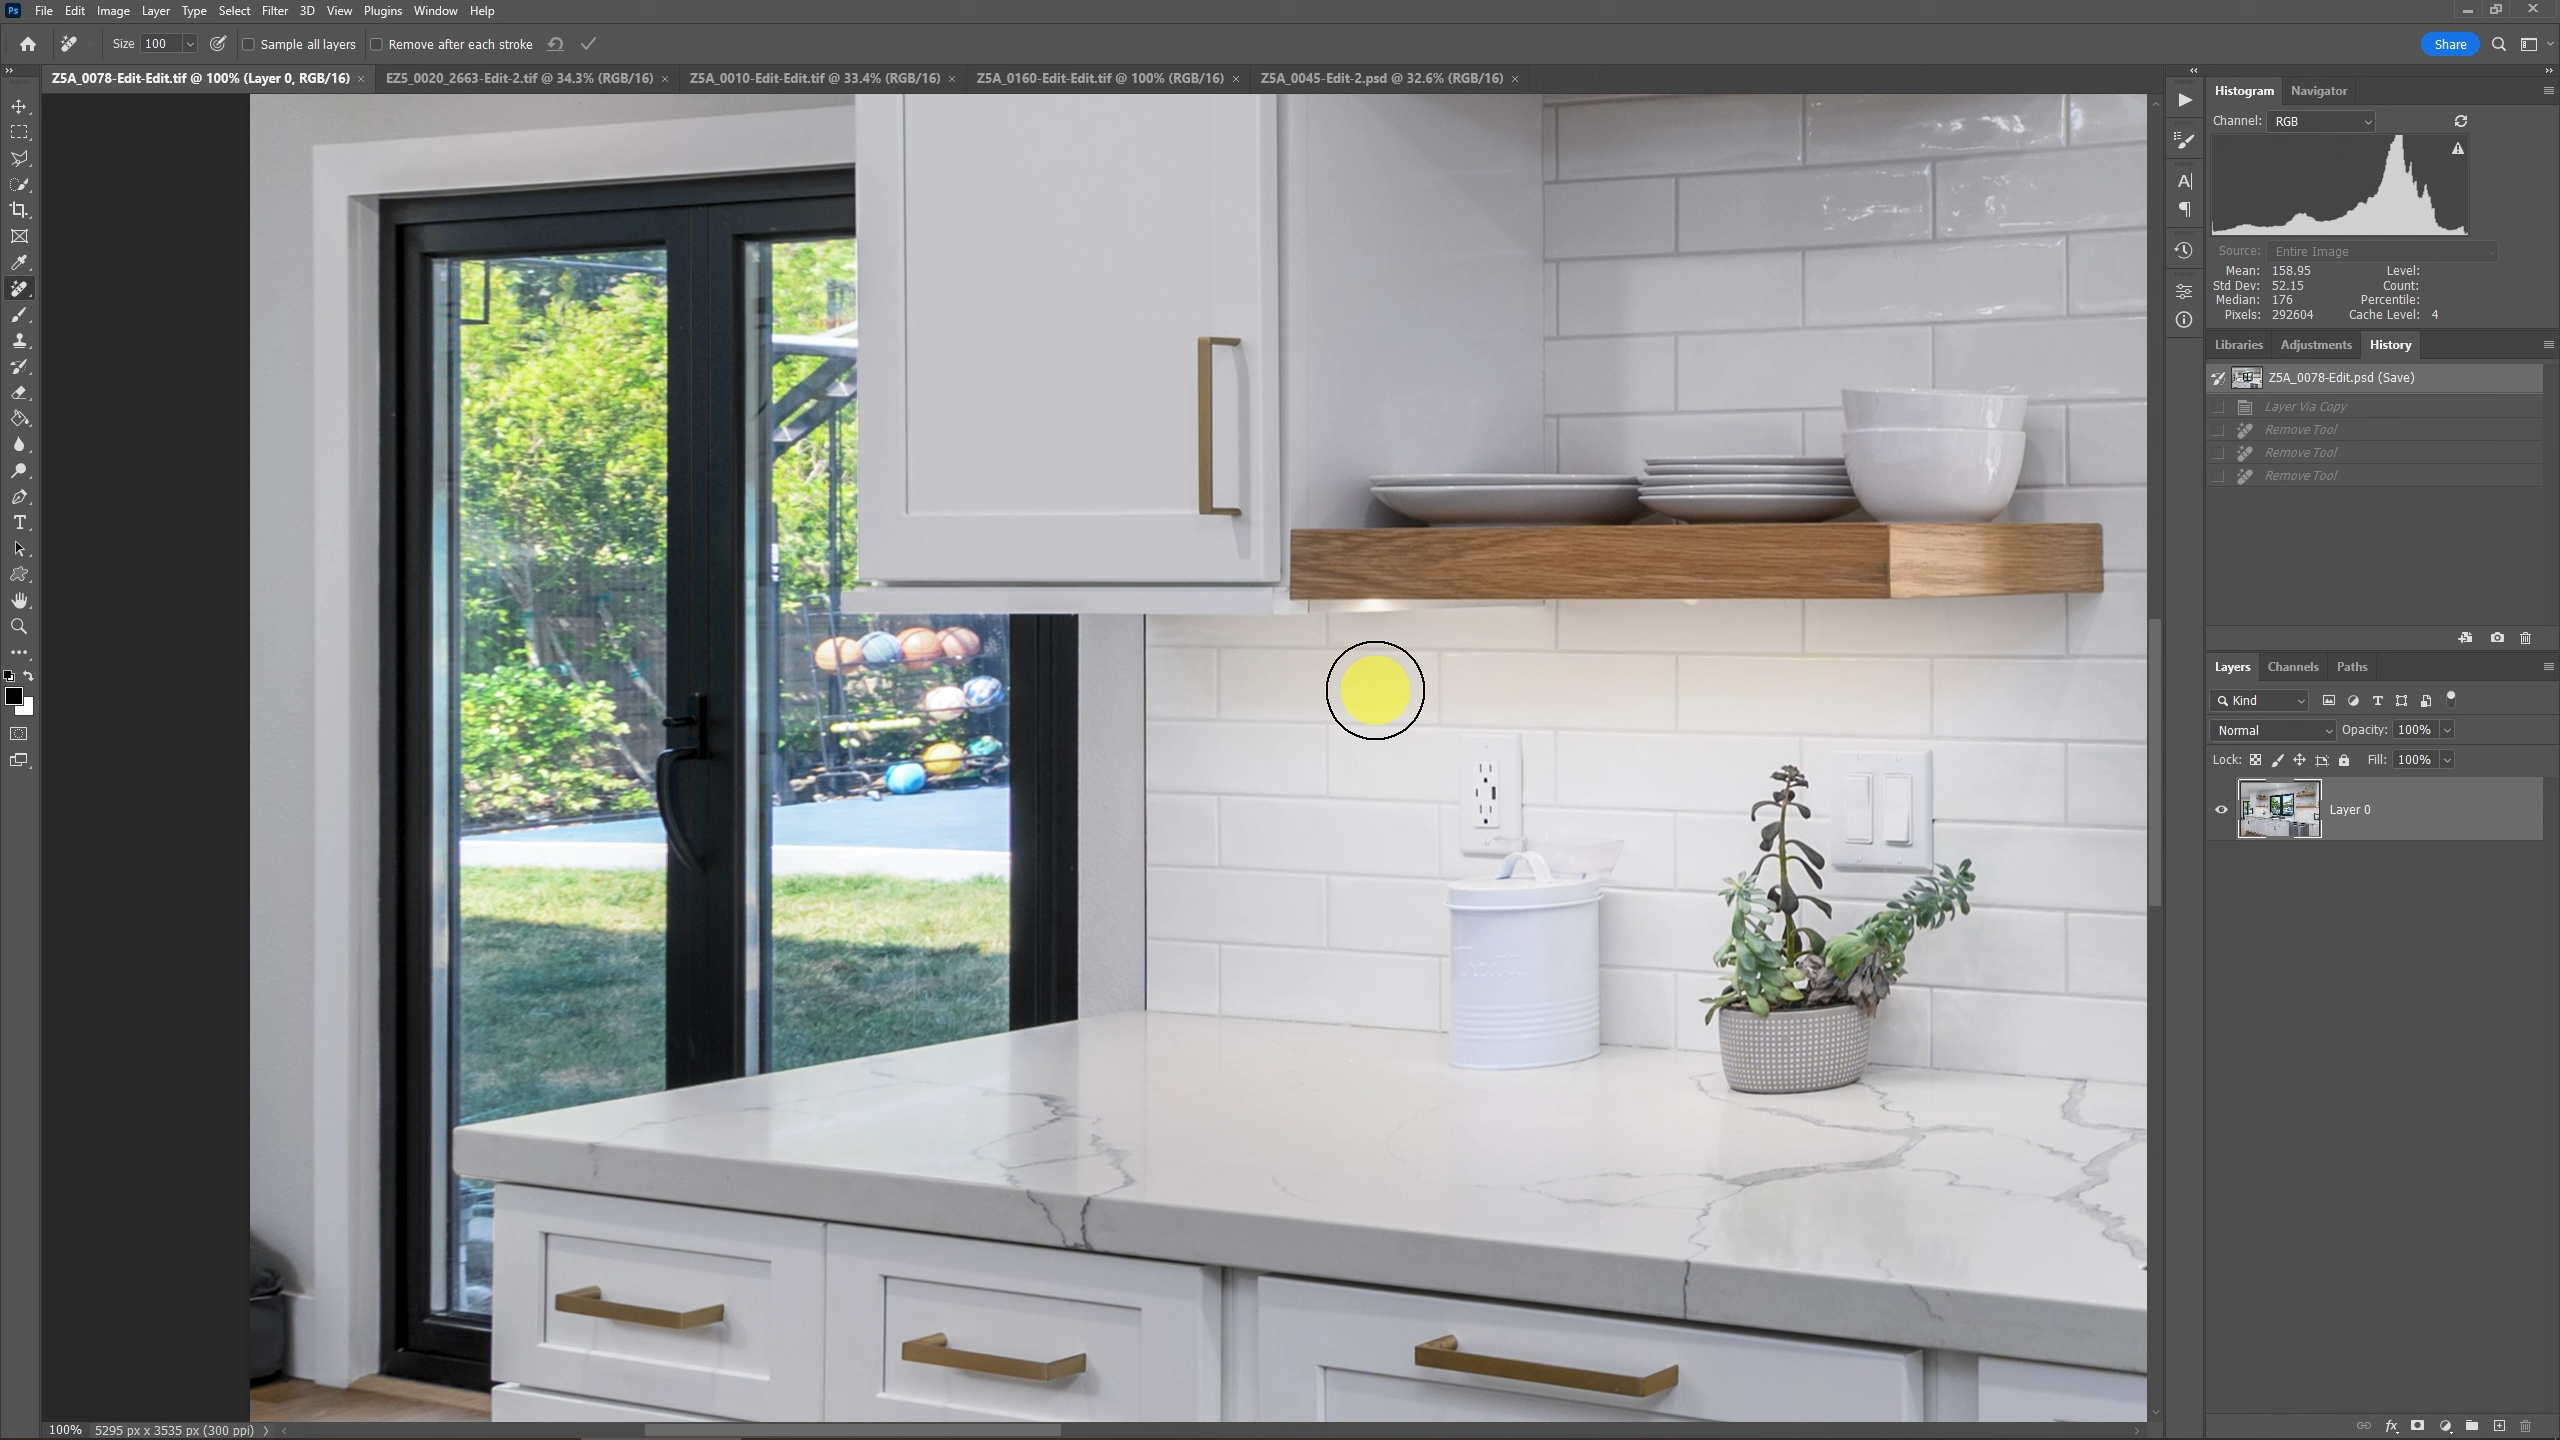 Ps File Edit Image Layer Type Select Filter 3D View Plugins Window Help
Size 100 Sample all layers Remove after each stroke Share
Z5A_0078-Edit-Edit.tif @ 100% (Layer 0, RGB/16) × EZ5_0020_2663-Edit-2.tif @ 34.3% (RGB/16) × Z5A_0010-Edit-Edit.tif @ 33.4% (RGB/16) × Z5A_0160-Edit-Edit.tif @ 100% (RGB/16) × Z5A_0045-Edit-2.psd @ 32.6% (RGB/16) ×
Histogram Navigator
Channel: RGB
Source: Entire Image
Mean: 158.95 Level:
Std Dev: 52.15 Count:
Median: 176 Percentile:
Pixels: 292604 Cache Level: 4
Libraries Adjustments History
Z5A_0078-Edit.psd (Save)
Layer Via Copy
Remove Tool
Remove Tool
Remove Tool
Layers Channels Paths
Kind
Normal Opacity: 100%
Lock: Fill: 100%
Layer 0
100% 5295 px x 3535 px (300 ppi)